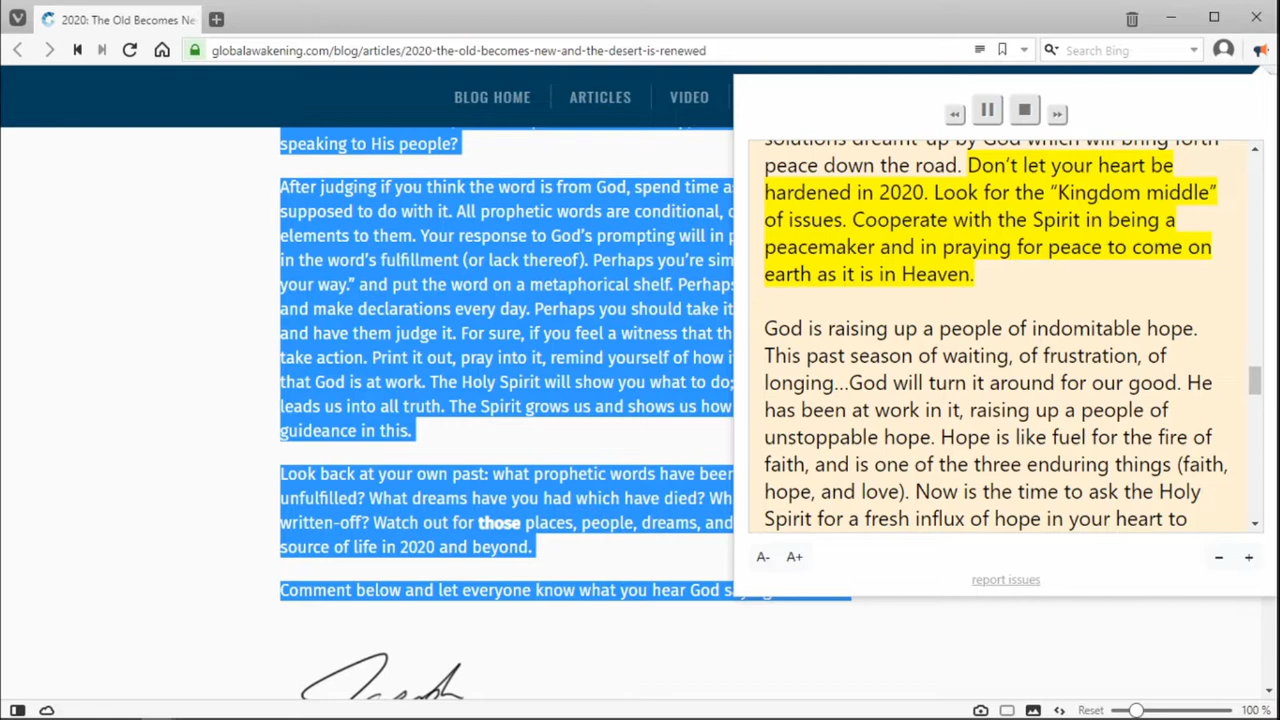 2020: The Old Becomes Ne
globalawakening.com/blog/articles/2020-the-old-becomes-new-and-the-desert-is-renewed
Search Bing
BLOG HOME
ARTICLES
VIDEO
speaking to His people?
After judging if you think the word is from God, spend time as
supposed to do with it. All prophetic words are conditional,
elements to them. Your response to God's prompting will in p
in the word's fulfillment (or lack thereof). Perhaps you're sim
your way.” and put the word on a metaphorical shelf. Perhaps
and make declarations every day. Perhaps you should take it
and have them judge it. For sure, if you feel a witness that th
take action. Print it out, pray into it, remind yourself of how i
that God is at work. The Holy Spirit will show you what to do;
leads us into all truth. The Spirit grows us and shows us how
guideance in this.
Look back at your own past: what prophetic words have been
unfulfilled? What dreams have you had which have died? Wh
written-off? Watch out for those places, people, dreams, and
source of life in 2020 and beyond.
Comment below and let everyone know what you hear God
solutions dreamt-up by God which will bring forth
peace down the road. Don’t let your heart be
hardened in 2020. Look for the “Kingdom middle”
of issues. Cooperate with the Spirit in being a
peacemaker and in praying for peace to come on
earth as it is in Heaven.
God is raising up a people of indomitable hope.
This past season of waiting, of frustration, of
longing...God will turn it around for our good. He
has been at work in it, raising up a people of
unstoppable hope. Hope is like fuel for the fire of
faith, and is one of the three enduring things (faith,
hope, and love). Now is the time to ask the Holy
Spirit for a fresh influx of hope in your heart to
A- A+
- +
report issues
Reset
100 %